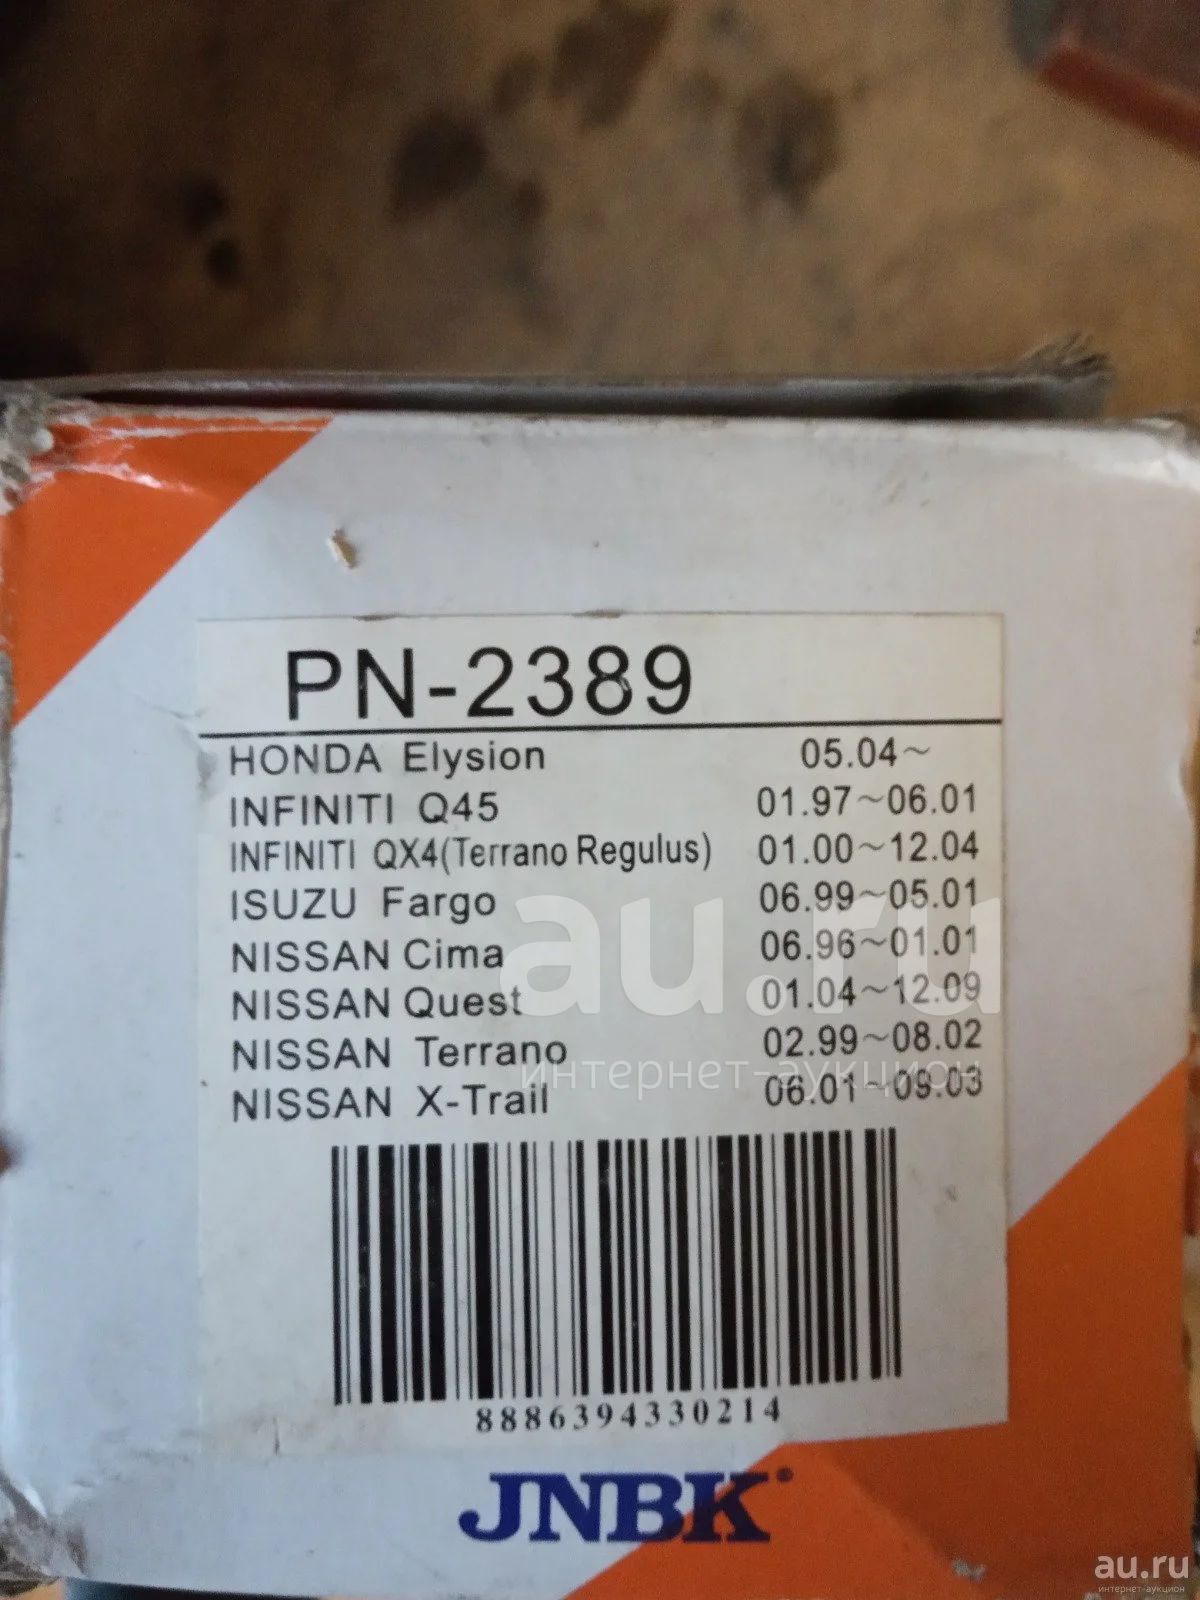 PN-2389
HONDA Elysion 05.04~
INFINITI Q45 01.97~06.01
INFINITI QX4(Terrano Regulus) 01.00~12.04
ISUZU Fargo 06.99~05.01
NISSAN Cima 06.96~01.01
NISSAN Quest 01.04~12.09
NISSAN Terrano 02.99~08.02
NISSAN X-Trail 06.01~09.03
au.ru
интернет-аукцион
8886394330214
JNBK
au.ru
интернет-аукцион